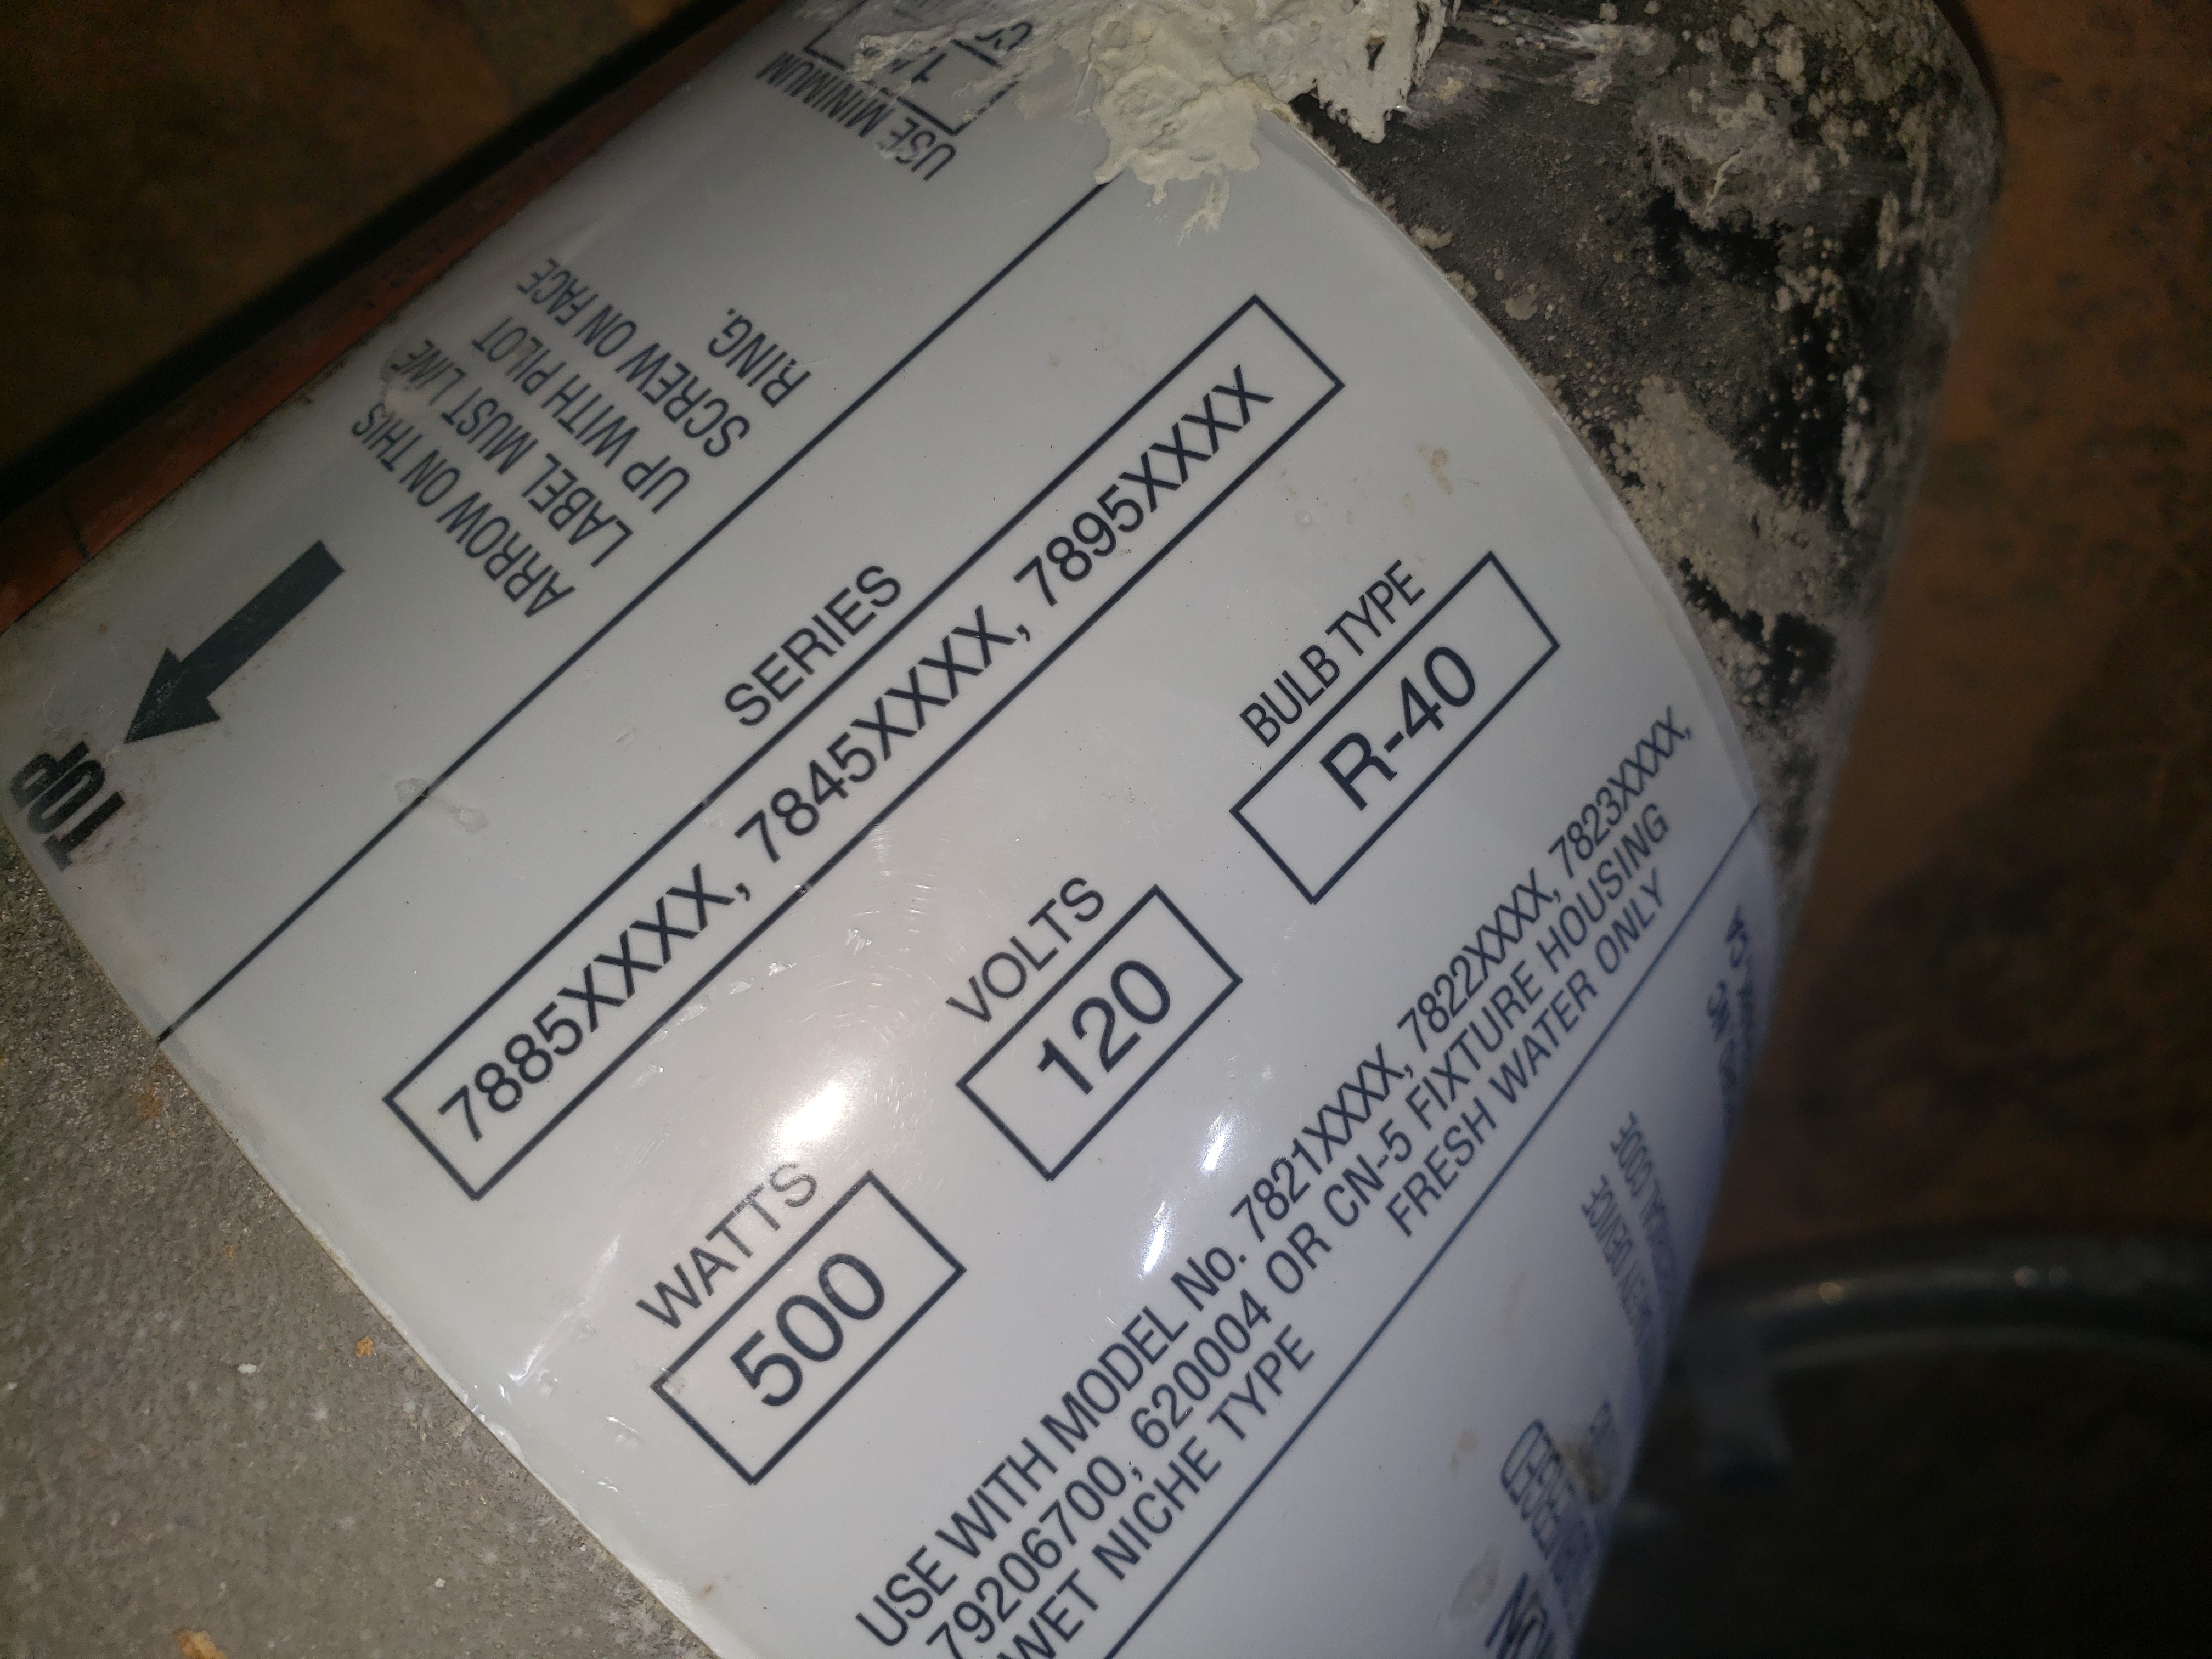 USE MINIMUM
TOP
ARROW ON THIS
LABEL MUST LINE
UP WITH PILOT
SCREW ON FACE
RING.
SERIES
7885XXXX, 7845XXXX, 7895XXXX
WATTS
500
VOLTS
120
BULB TYPE
R-40
USE WITH MODEL No. 7821XXXX, 7822XXXX, 7823XXXX,
79206700, 620004 OR CN-5 FIXTURE HOUSING
WET NICHE TYPE
FRESH WATER ONLY